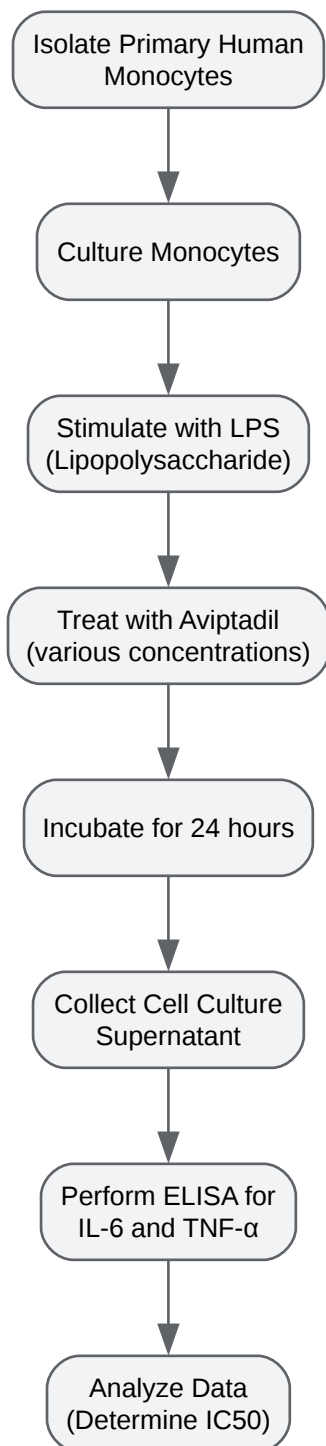 Isolate Primary Human
Monocytes
Culture Monocytes
Stimulate with LPS
(Lipopolysaccharide)
Treat with Aviptadil
(various concentrations)
Incubate for 24 hours
Collect Cell Culture
Supernatant
Perform ELISA for
IL-6 and TNF-α
Analyze Data
(Determine IC50)